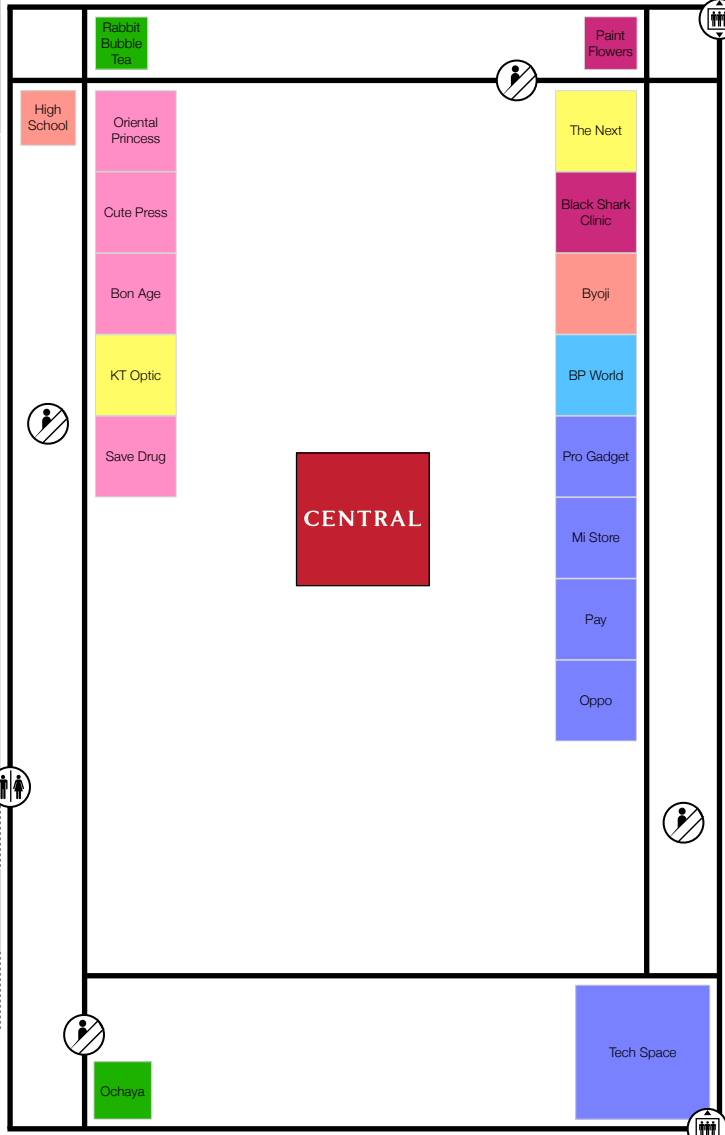 Rabbit
Bubble
Tea
Paint
Flowers
High
School
Oriental
Princess
The Next
Cute Press
Black Shark
Clinic
Bon Age
Byoji
KT Optic
BP World
Save Drug
Pro Gadget
CENTRAL
Mi Store
Pay
Oppo
Tech Space
Ochaya